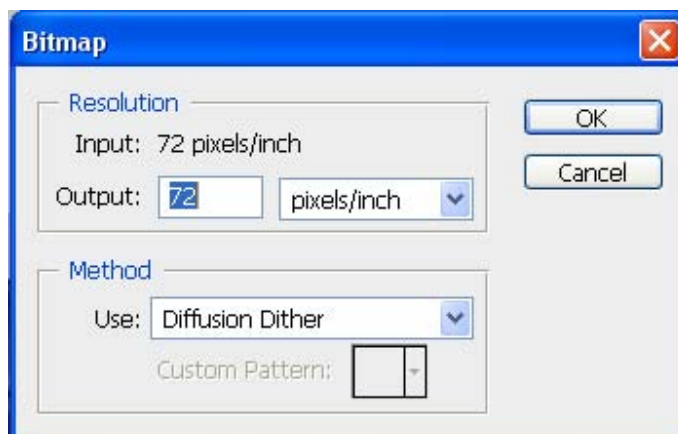 Bitmap
Resolution
Input: 72 pixels/inch
Output: 72 pixels/inch
OK
Cancel
Method
Use: Diffusion Dither
Custom Pattern: